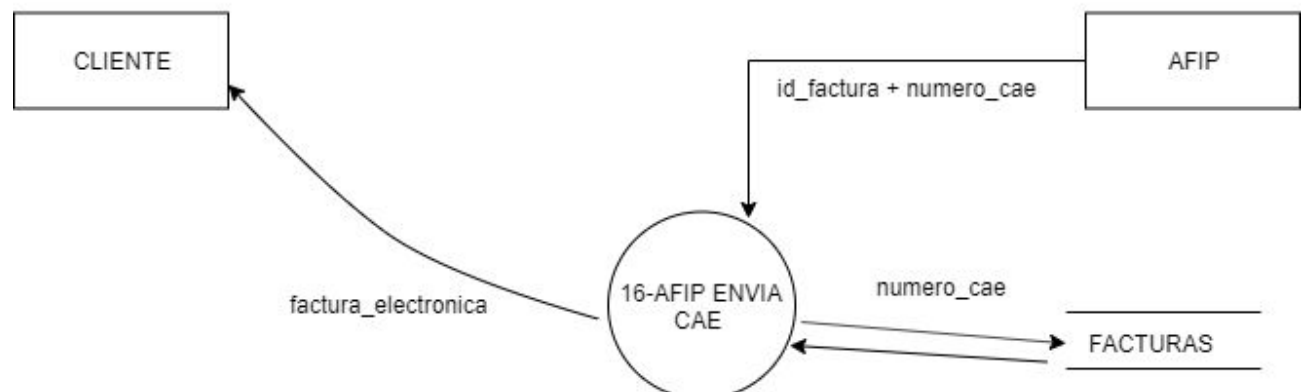 CLIENTE
AFIP
id_factura + numero_cae
16-AFIP ENVIA
CAE
numero_cae
factura_electronica
FACTURAS